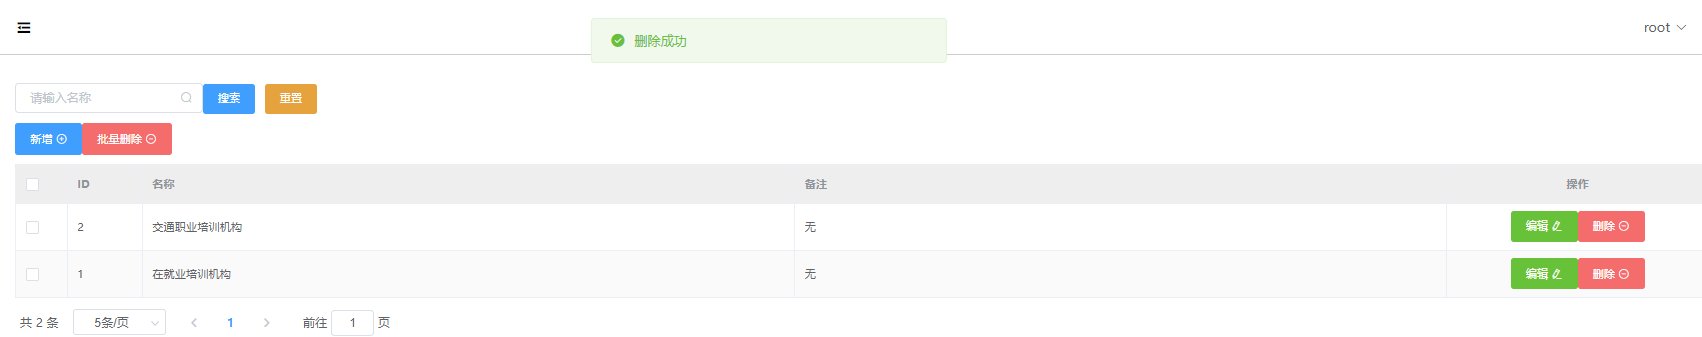 删除成功
root
请输入名称 搜索 重置
新增 批量删除
ID 名称 备注 操作
2 交通职业培训机构 无 编辑 删除
1 在就业培训机构 无 编辑 删除
共 2 条 5条/页 1 前往 1 页